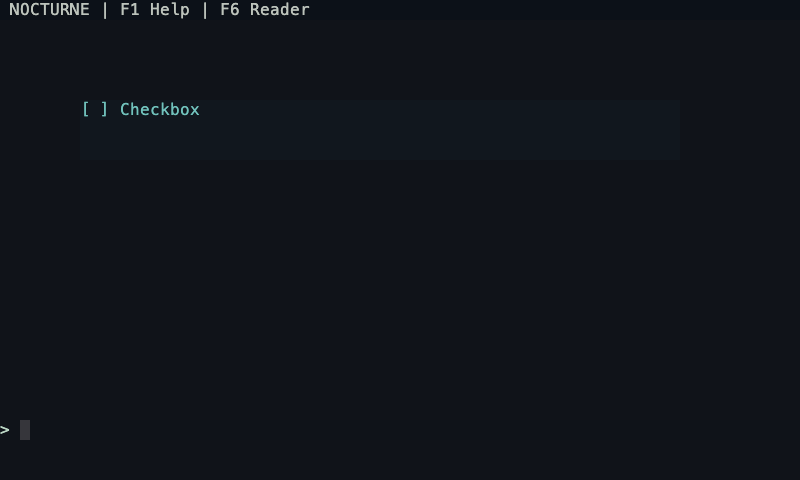 NOCTURNE | F1 Help | F6 Reader
[ ] Checkbox
>